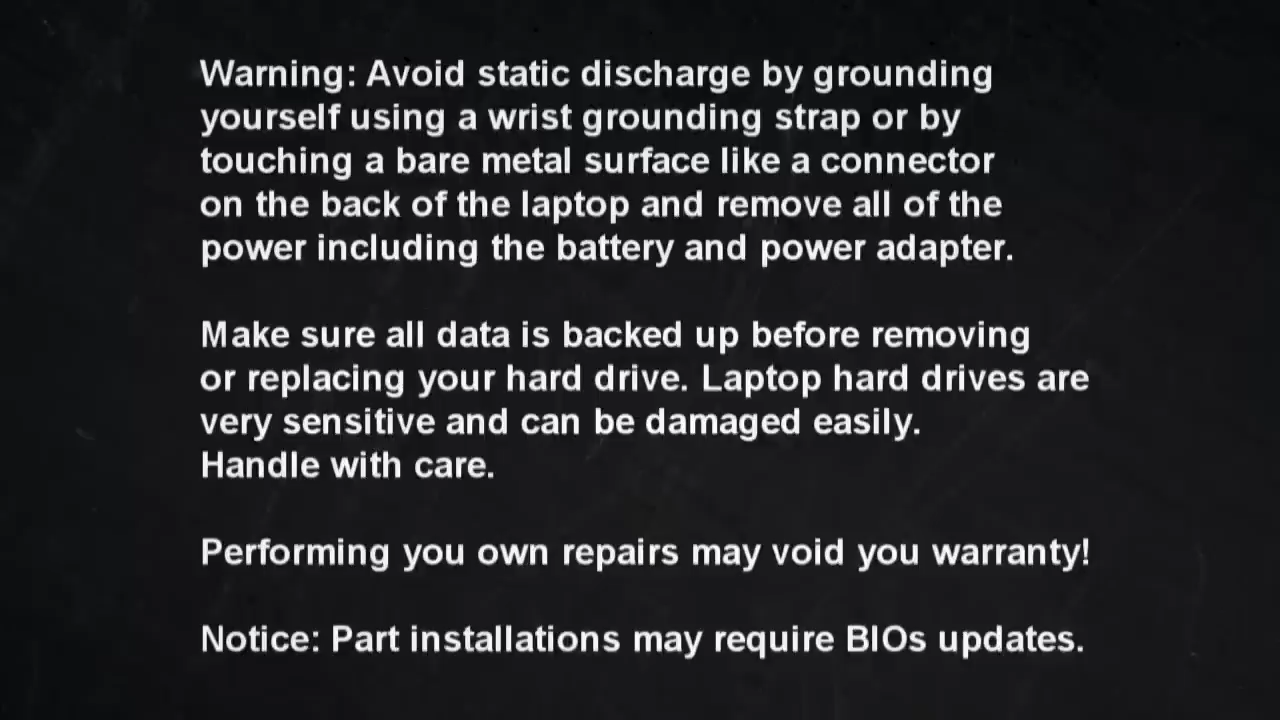 Warning: Avoid static discharge by grounding
yourself using a wrist grounding strap or by
touching a bare metal surface like a connector
on the back of the laptop and remove all of the
power including the battery and power adapter.
Make sure all data is backed up before removing
or replacing your hard drive. Laptop hard drives are
very sensitive and can be damaged easily.
Handle with care.
Performing you own repairs may void you warranty!
Notice: Part installations may require BIOs updates.